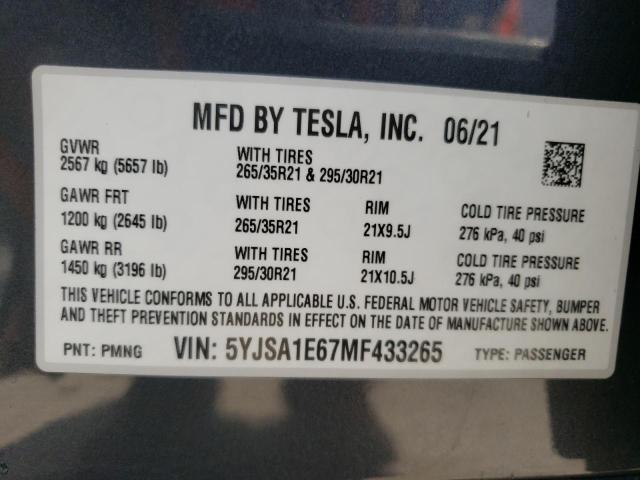 MFD BY TESLA, INC. 06/21
GVWR
2567 kg (5657 lb)
WITH TIRES
265/35R21 & 295/30R21
GAWR FRT
1200 kg (2645 lb)
WITH TIRES
265/35R21
RIM
21X9.5J
COLD TIRE PRESSURE
276 kPa, 40 psi
GAWR RR
1450 kg (3196 lb)
WITH TIRES
295/30R21
RIM
21X10.5J
COLD TIRE PRESSURE
276 kPa, 40 psi
THIS VEHICLE CONFORMS TO ALL APPLICABLE U.S. FEDERAL MOTOR VEHICLE SAFETY, BUMPER
AND THEFT PREVENTION STANDARDS IN EFFECT ON THE DATE OF MANUFACTURE SHOWN ABOVE.
PNT: PMNG VIN: 5YJSA1E67MF433265 TYPE: PASSENGER